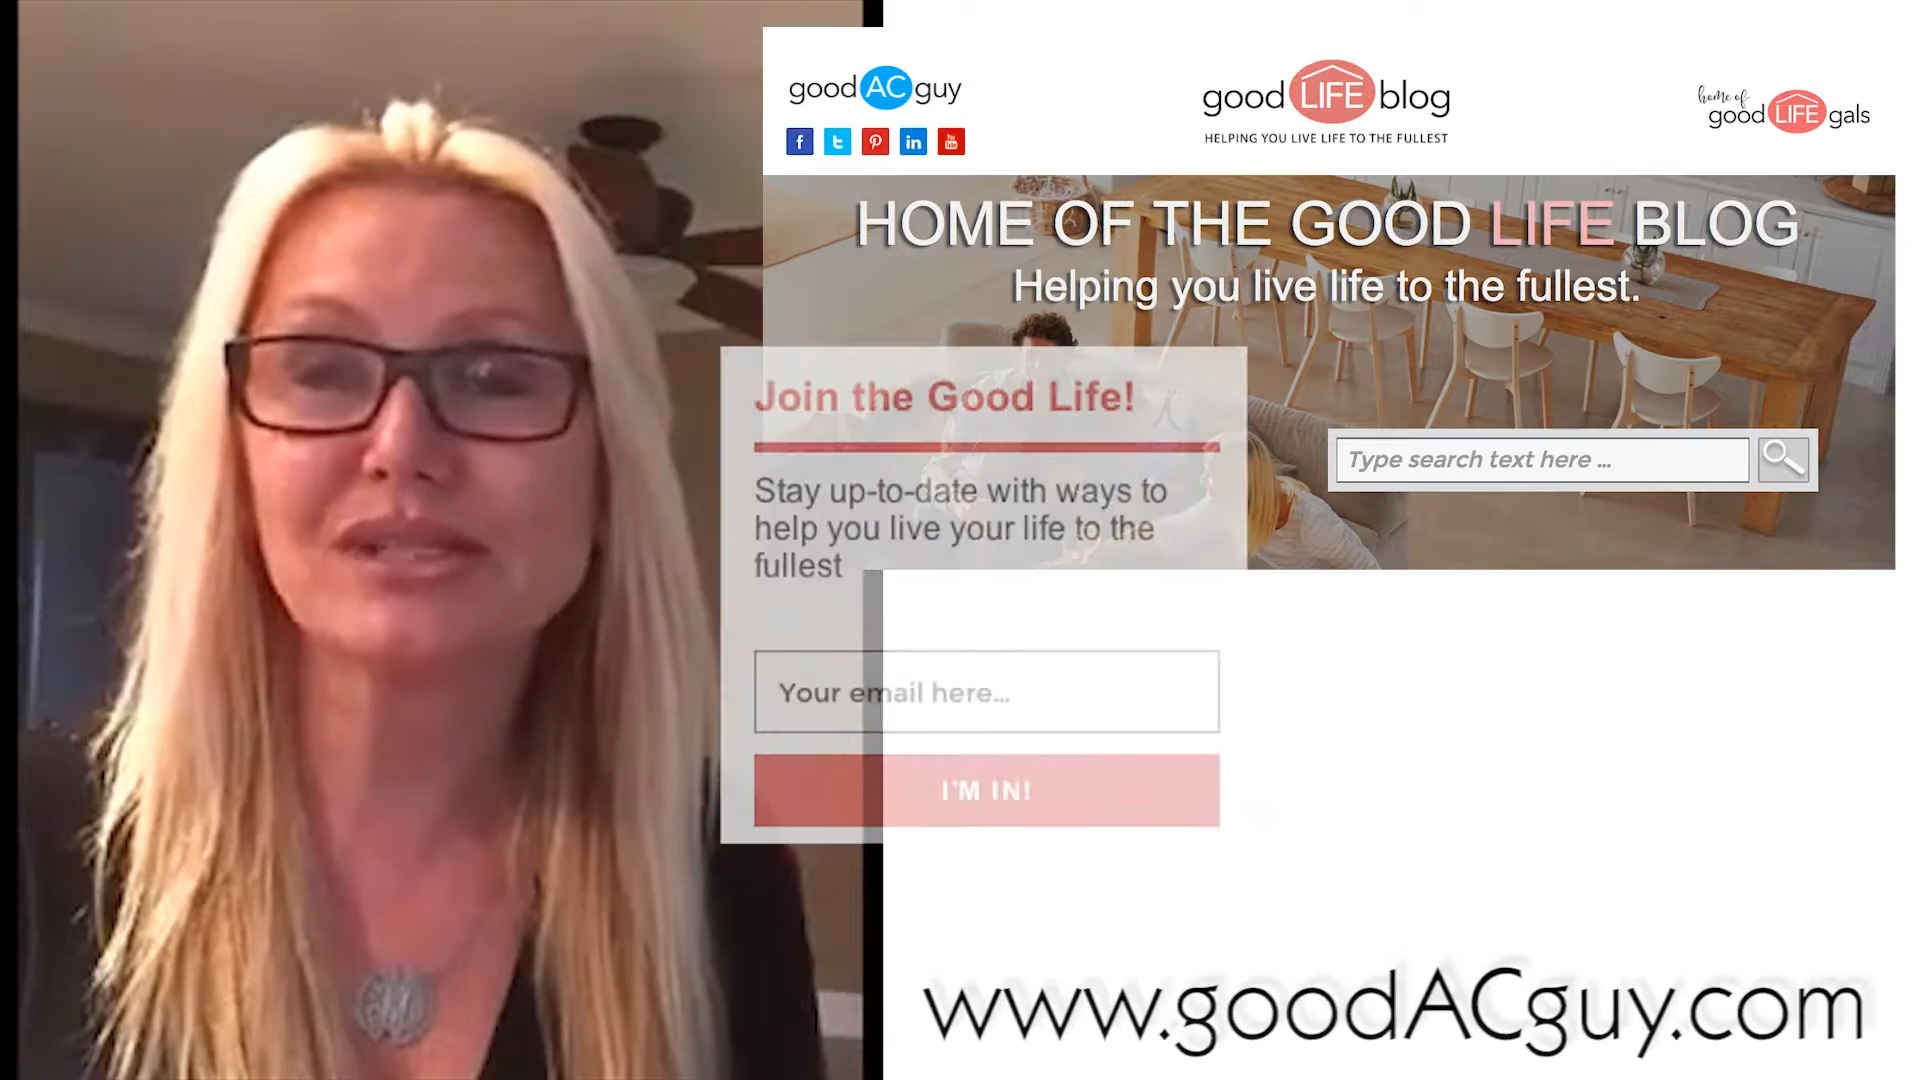 good AC guy
good LIFE blog
HELPING YOU LIVE LIFE TO THE FULLEST
home of
good LIFE gals
f t p in You Tube
HOME OF THE GOOD LIFE BLOG
Helping you live life to the fullest.
Type search text here ...
Join the Good Life!
Stay up-to-date with ways to
help you live your life to the
fullest
Your email here...
I'M IN!
www.goodACguy.com